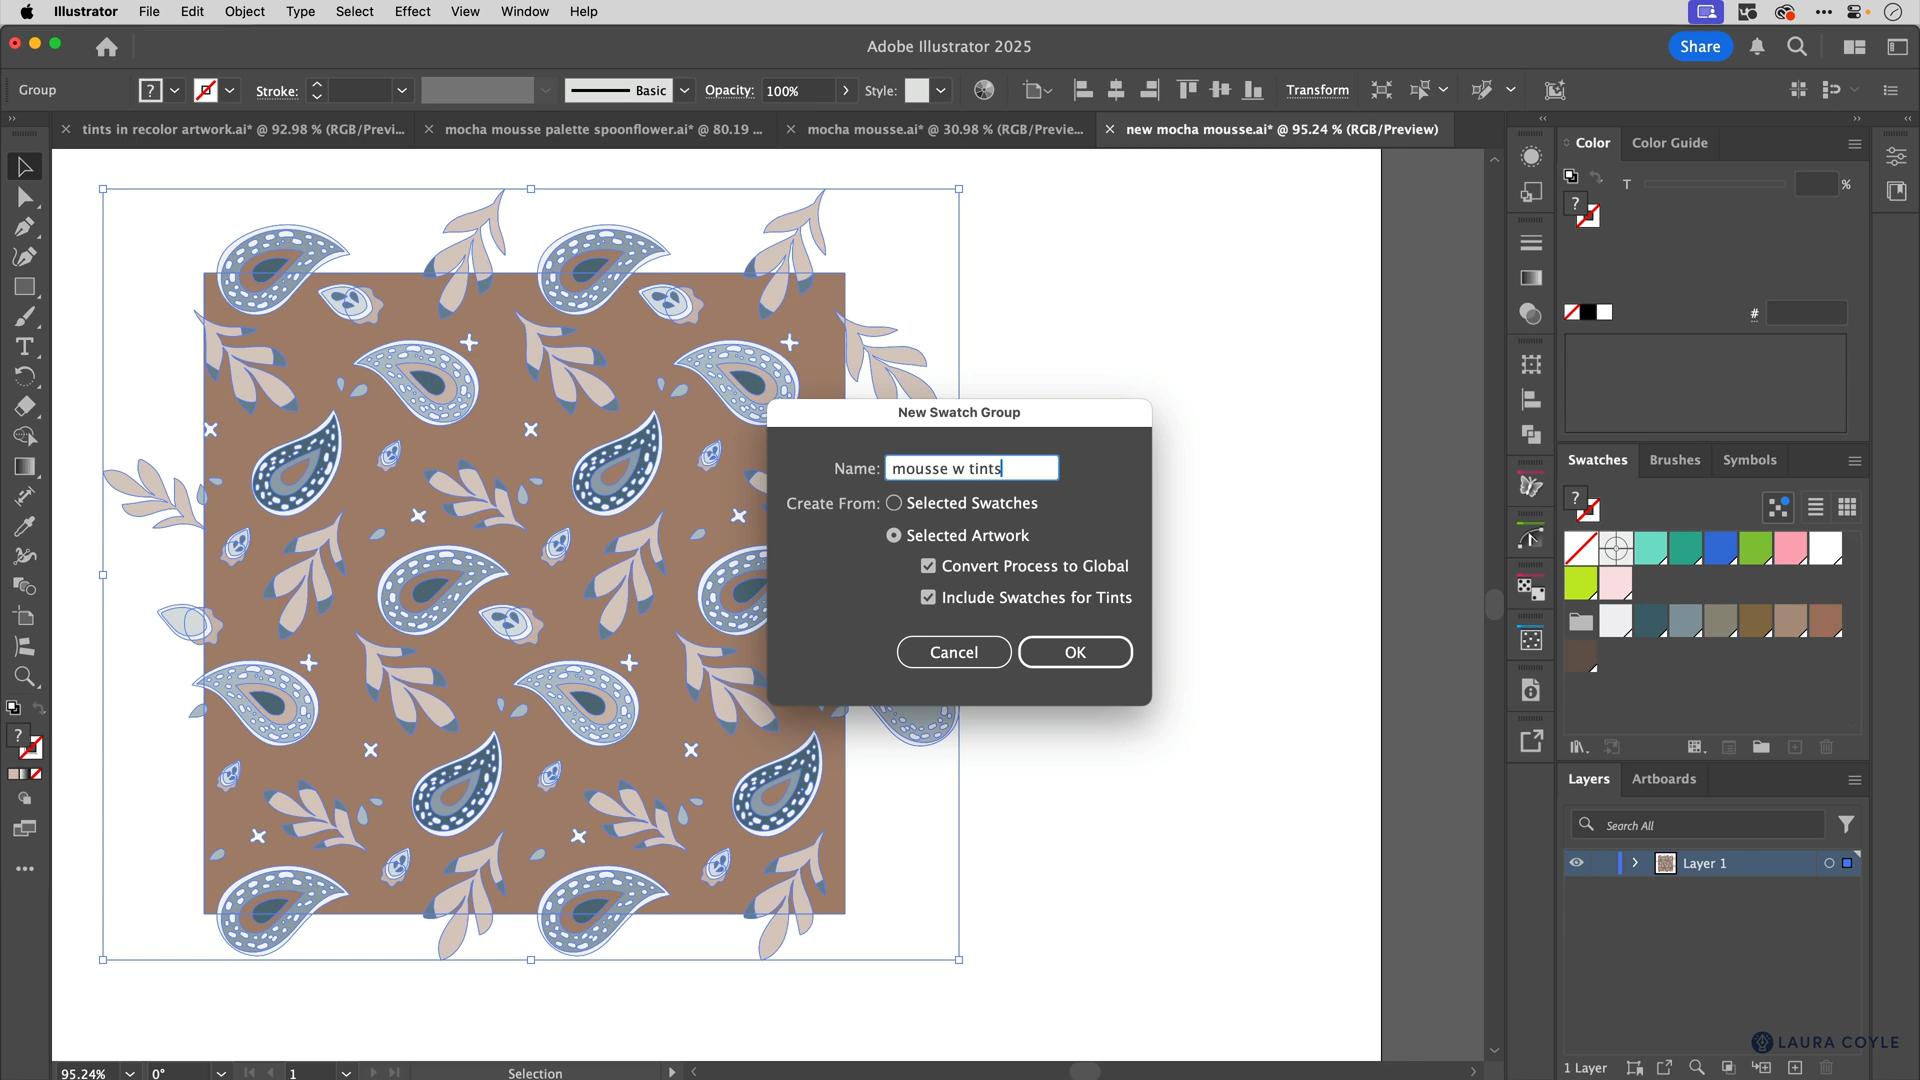 Illustrator File Edit Object Type Select Effect View Window Help
Adobe Illustrator 2025
Share
Group
?
Stroke:
Basic
Opacity: 100%
Style:
Transform
tints in recolor artwork.ai* @ 92.98 % (RGB/Previ...
mocha mousse palette spoonflower.ai* @ 80.19 ...
mocha mousse.ai* @ 30.98 % (RGB/Previe...
new mocha mousse.ai* @ 95.24 % (RGB/Preview)
Color Color Guide
T %
?
#
New Swatch Group
Name: mousse w tints
Create From: Selected Swatches
Selected Artwork
Convert Process to Global
Include Swatches for Tints
Cancel OK
Swatches Brushes Symbols
?
Layers Artboards
Search All
Layer 1
?
LAURA COYLE
1 Layer
95.24% 0° 1 Selection